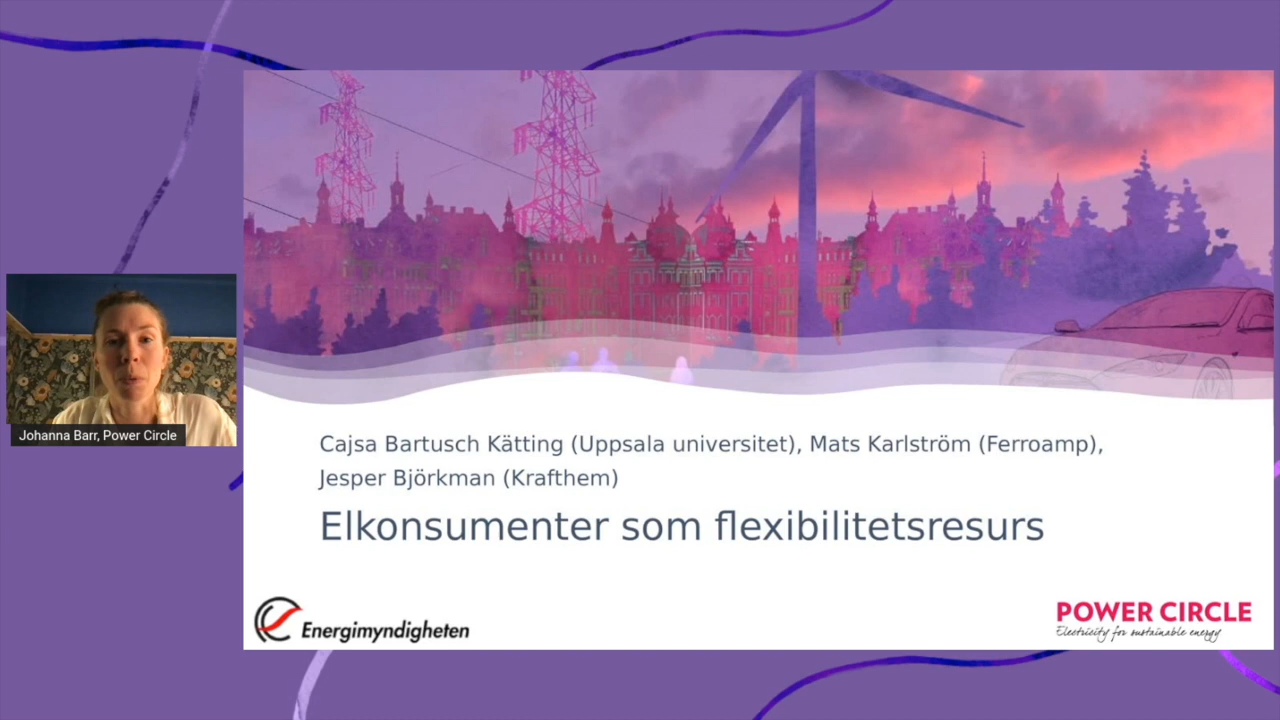 Johanna Barr, Power Circle
Cajsa Bartusch Kätting (Uppsala universitet), Mats Karlström (Ferroamp),
Jesper Björkman (Krafthem)
Elkonsumenter som flexibilitetsresurs
Energimyndigheten
POWER CIRCLE
Electricity for sustainable energy